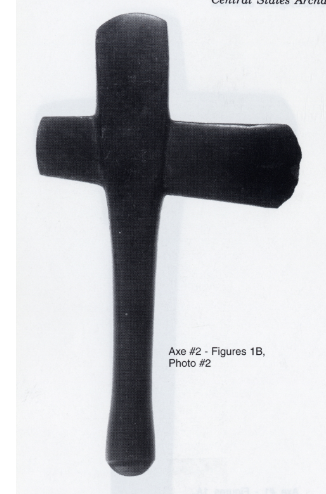 Central States Archa
Axe #2 - Figures 1B,
Photo #2